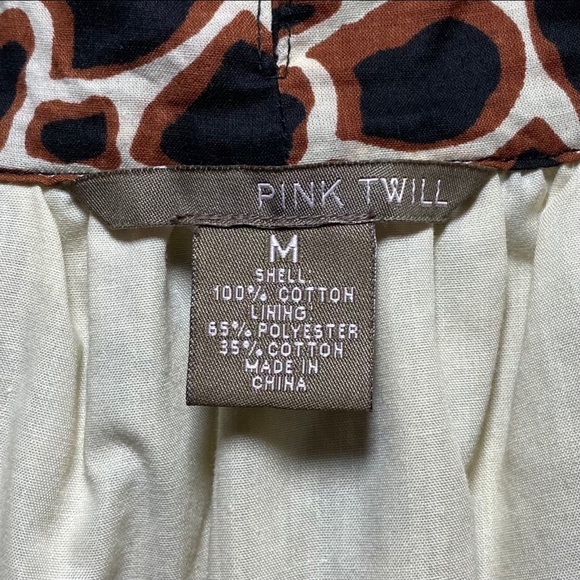 PINK TWILL
M
SHELL:
100% COTTON
LINING:
65% POLYESTER
35% COTTON
MADE IN
CHINA